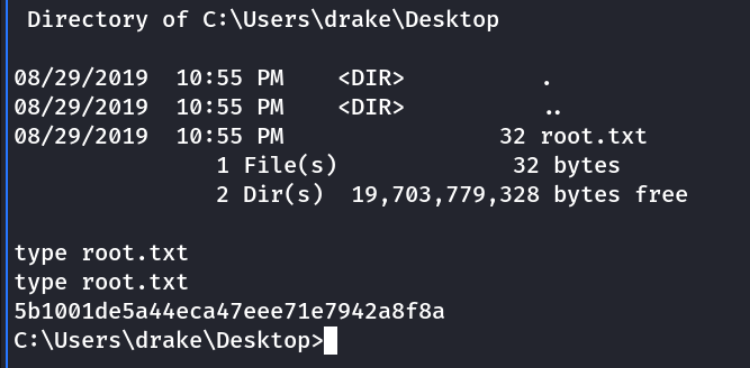 Directory of C:\Users\drake\Desktop
08/29/2019  10:55 PM    <DIR>          .
08/29/2019  10:55 PM    <DIR>          ..
08/29/2019  10:55 PM                32 root.txt
               1 File(s)             32 bytes
               2 Dir(s)  19,703,779,328 bytes free
type root.txt
type root.txt
5b1001de5a44eca47eee71e7942a8f8a
C:\Users\drake\Desktop>